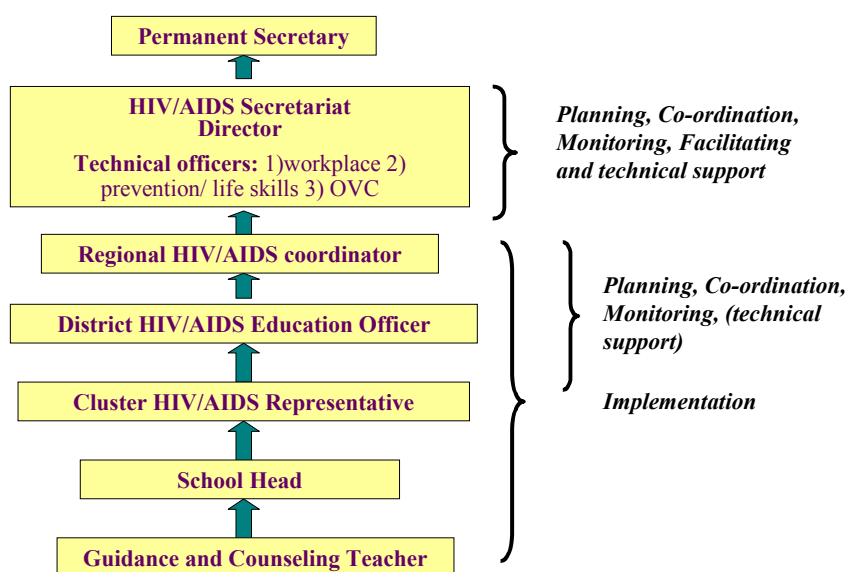 Permanent Secretary
HIV/AIDS Secretariat
Director
Technical officers: 1)workplace 2)
prevention/ life skills 3) OVC
Planning, Co-ordination,
Monitoring, Facilitating
and technical support
Regional HIV/AIDS coordinator
District HIV/AIDS Education Officer
Planning, Co-ordination,
Monitoring, (technical
support)
Cluster HIV/AIDS Representative
Implementation
School Head
Guidance and Counseling Teacher